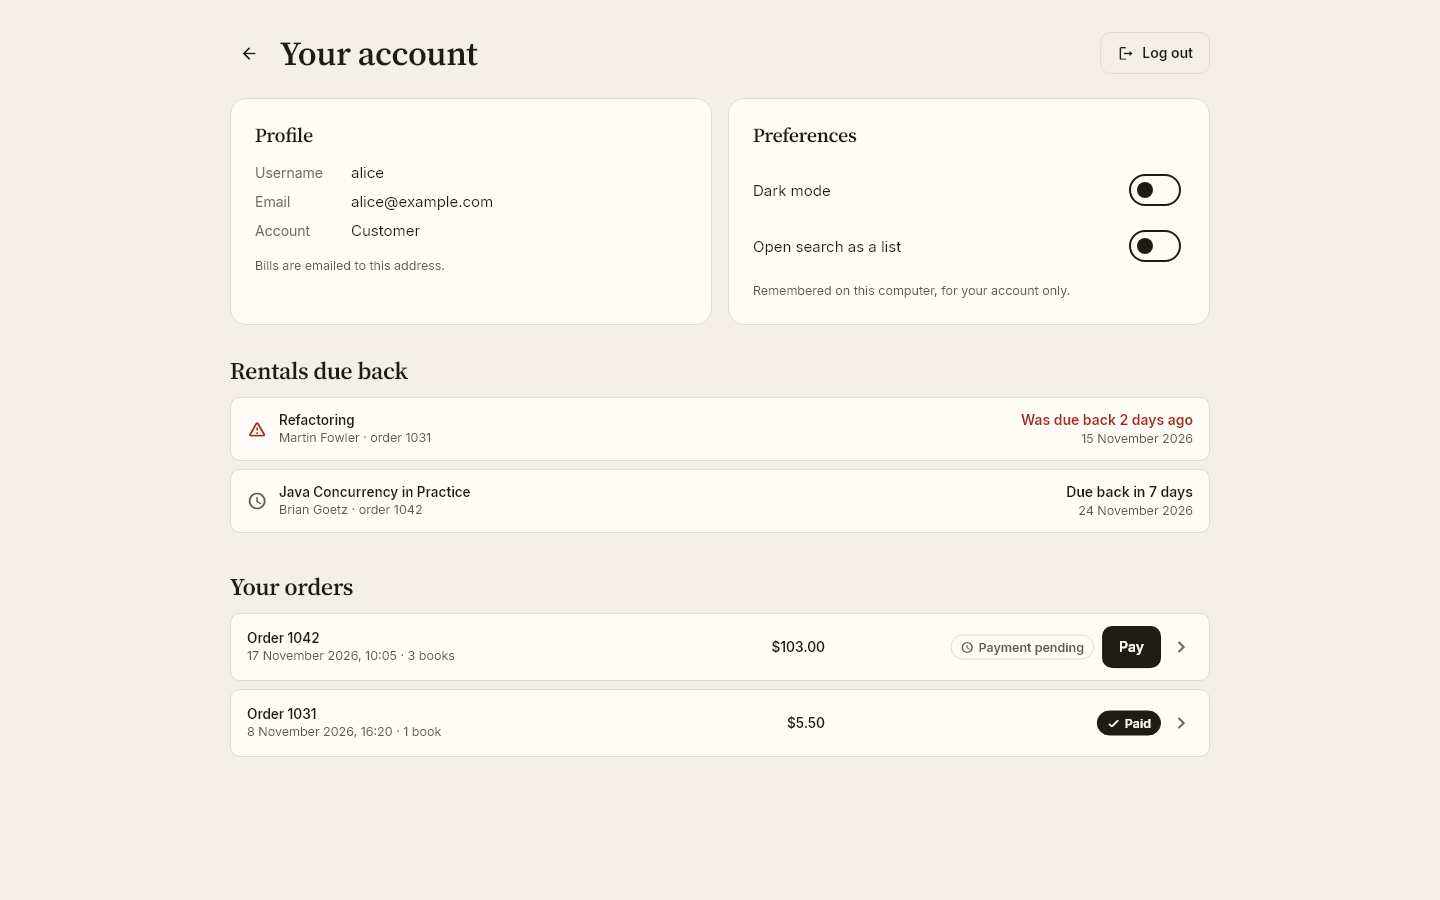 Your account
Log out
Profile
Username alice
Email alice@example.com
Account Customer
Bills are emailed to this address.
Preferences
Dark mode
Open search as a list
Remembered on this computer, for your account only.
Rentals due back
Refactoring
Martin Fowler · order 1031
Was due back 2 days ago
15 November 2026
Java Concurrency in Practice
Brian Goetz · order 1042
Due back in 7 days
24 November 2026
Your orders
Order 1042
17 November 2026, 10:05 · 3 books
$103.00
Payment pending
Pay
Order 1031
8 November 2026, 16:20 · 1 book
$5.50
Paid